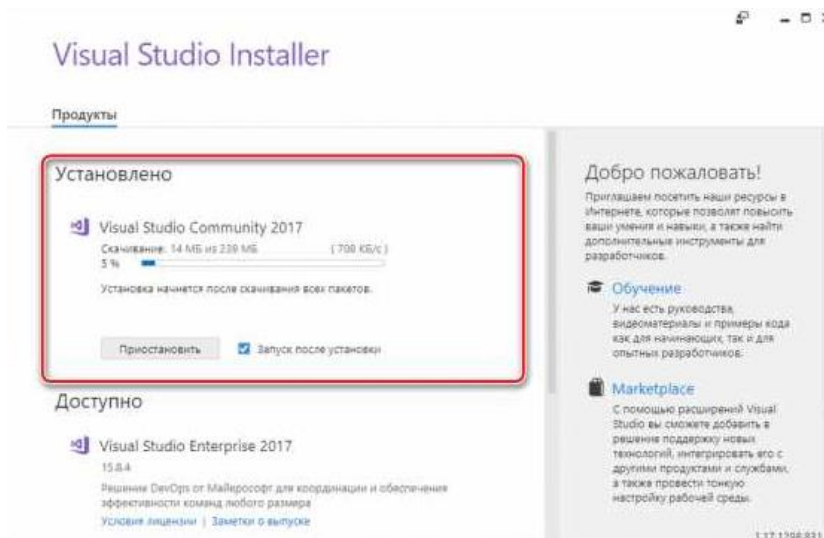 Visual Studio Installer
Продукты
Установлено
Visual Studio Community 2017
Скачивание: 14 МБ из 239 МБ (708 КБ/с)
5 %
Установка начнется после скачивания всех пакетов.
Приостановить
Запуск после установки
Доступно
Visual Studio Enterprise 2017
15.8.4
Решение DevOps от Майкрософт для координации и обеспечения
эффективности команд любого размера
Условия лицензии | Заметки о выпуске
Добро пожаловать!
Приглашаем посетить наши ресурсы в
Интернете, которые позволят повысить
ваши умения и навыки, а также найти
дополнительные инструменты для
разработчиков.
Обучение
У нас есть руководства,
видеоматериалы и примеры кода
как для начинающих, так и для
опытных разработчиков.
Marketplace
С помощью расширений Visual
Studio вы сможете добавить в
решение поддержку новых
технологий, интегрировать его с
другими продуктами и службами,
а также провести тонкую
настройку рабочей среды.